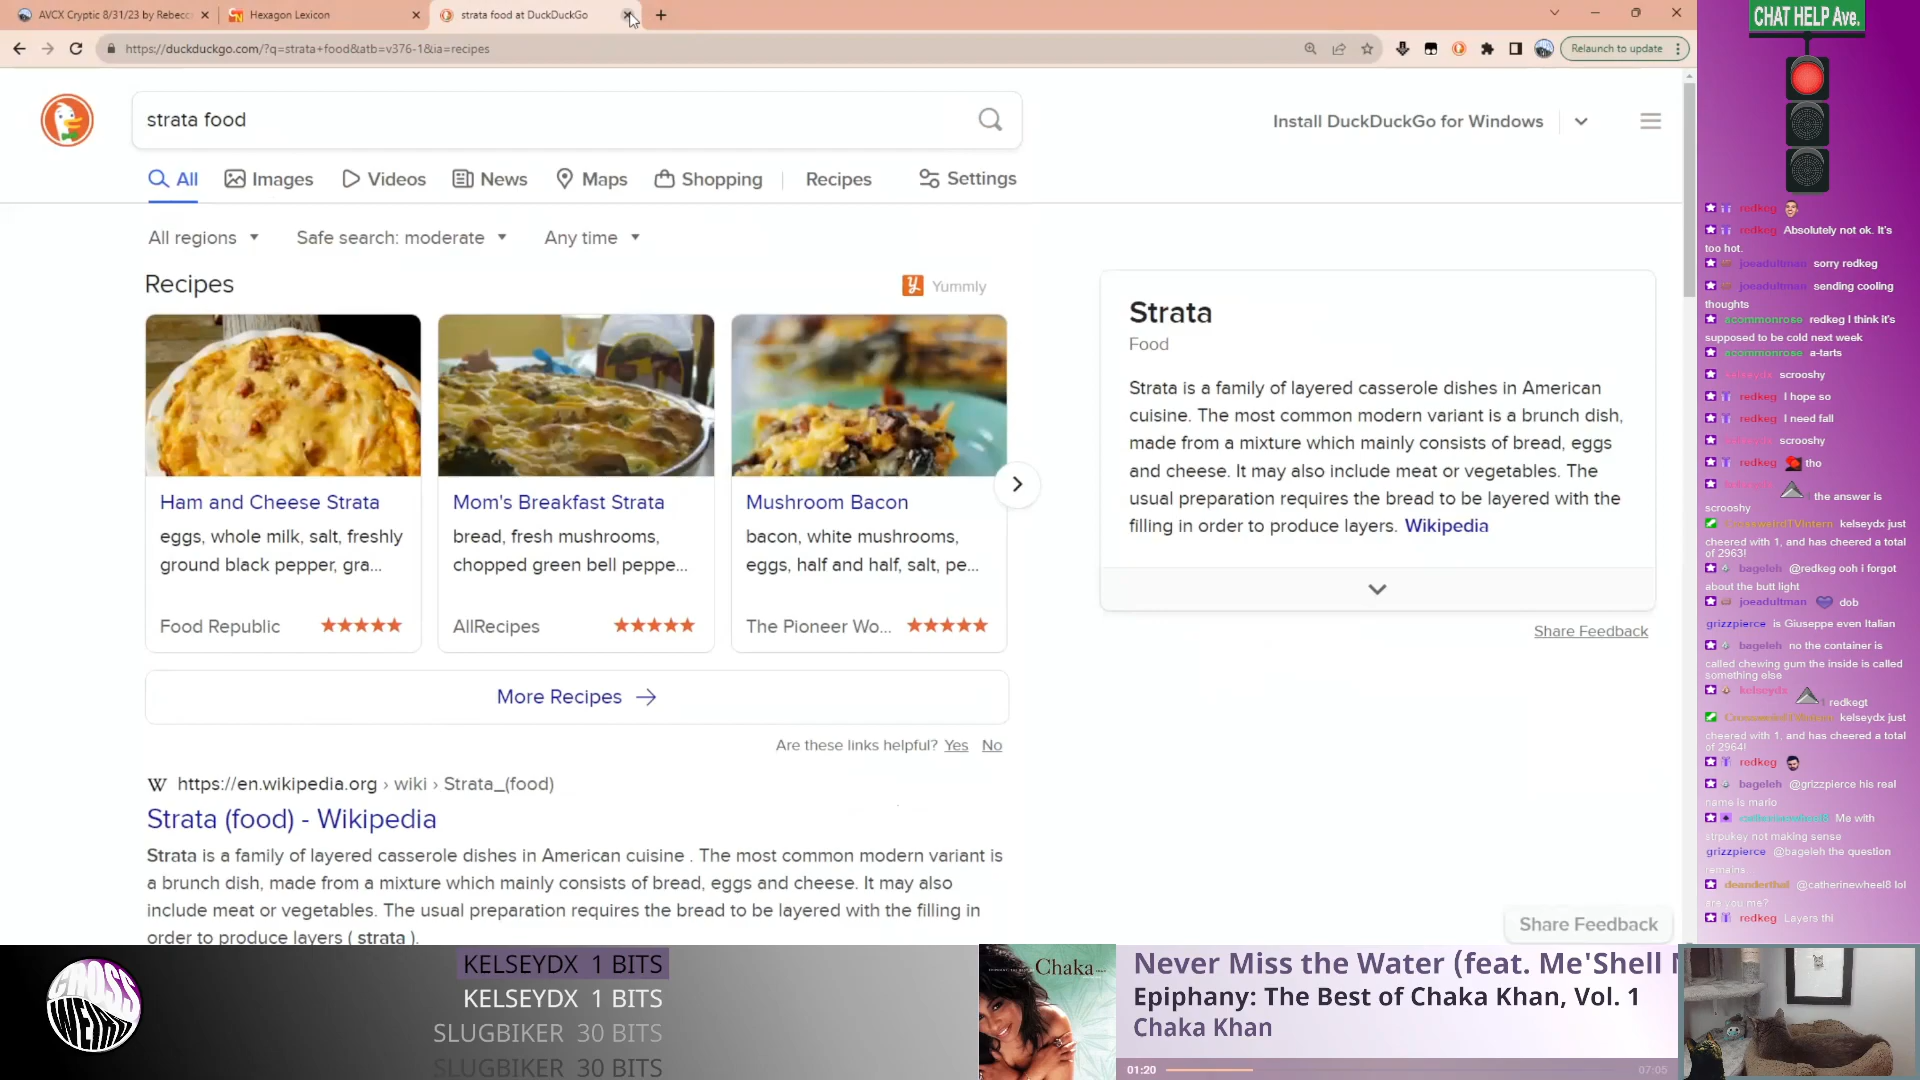 AVCX Cryptic 8/31/23 by Rebecc
Hexagon Lexicon
strata food at DuckDuckGo
https://duckduckgo.com/?q=strata+food&atb=v376-1&ia=recipes
Relaunch to update
strata food
Install DuckDuckGo for Windows
All
Images
Videos
News
Maps
Shopping
Recipes
Settings
All regions
Safe search: moderate
Any time
Recipes
Yummly
Ham and Cheese Strata
eggs, whole milk, salt, freshly
ground black pepper, gra...
Food Republic
Mom's Breakfast Strata
bread, fresh mushrooms,
chopped green bell peppe...
AllRecipes
Mushroom Bacon
bacon, white mushrooms,
eggs, half and half, salt, pe...
The Pioneer Wo...
More Recipes
Are these links helpful? Yes No
Strata
Food
Strata is a family of layered casserole dishes in American
cuisine. The most common modern variant is a brunch dish,
made from a mixture which mainly consists of bread, eggs
and cheese. It may also include meat or vegetables. The
usual preparation requires the bread to be layered with the
filling in order to produce layers. Wikipedia
Share Feedback
W https://en.wikipedia.org › wiki › Strata_(food)
Strata (food) - Wikipedia
Strata is a family of layered casserole dishes in American cuisine . The most common modern variant is
a brunch dish, made from a mixture which mainly consists of bread, eggs and cheese. It may also
include meat or vegetables. The usual preparation requires the bread to be layered with the filling in
order to produce layers ( strata ).
Share Feedback
CHAT HELP Ave.
redkeg
redkeg Absolutely not ok. It's
too hot.
joeadultman sorry redkeg
joeadultman sending cooling
thoughts
acommonrose redkeg I think it's
supposed to be cold next week
acommonrose a-tarts
kelseydx scrooshy
redkeg I hope so
redkeg I need fall
kelseydx scrooshy
redkeg tho
kelseydx 1 the answer is
scrooshy
CrossweirdTVIntern kelseydx just
cheered with 1, and has cheered a total
of 2963!
bageleh @redkeg ooh i forgot
about the butt light
joeadultman dob
grizzpierce is Giuseppe even Italian
bageleh no the container is
called chewing gum the inside is called
something else
kelseydx 1 redkegt
CrossweirdTVIntern kelseydx just
cheered with 1, and has cheered a total
of 2964!
redkeg
bageleh @grizzpierce his real
name is mario
catherinewheel8 Me with
strpukey not making sense
grizzpierce @bageleh the question
remains
deanderthal @catherinewheel8 lol
are you me?
redkeg Layers thi
CROSS
WEIRD
KELSEYDX 1 BITS
KELSEYDX 1 BITS
SLUGBIKER 30 BITS
SLUGBIKER 30 BITS
Chaka
Never Miss the Water (feat. Me'Shell
Epiphany: The Best of Chaka Khan, Vol. 1
Chaka Khan
01:20
07:05